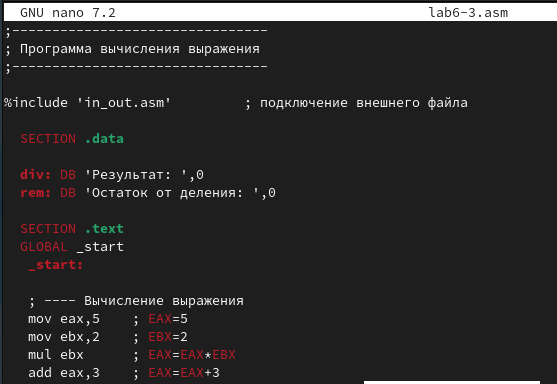 GNU nano 7.2 lab6-3.asm
;--------------------------------
; Программа вычисления выражения
;--------------------------------
%include 'in_out.asm' ; подключение внешнего файла
SECTION .data
div: DB 'Результат: ',0
rem: DB 'Остаток от деления: ',0
SECTION .text
GLOBAL _start
_start:
; ---- Вычисление выражения
mov eax,5 ; EAX=5
mov ebx,2 ; EBX=2
mul ebx ; EAX=EAX*EBX
add eax,3 ; EAX=EAX+3